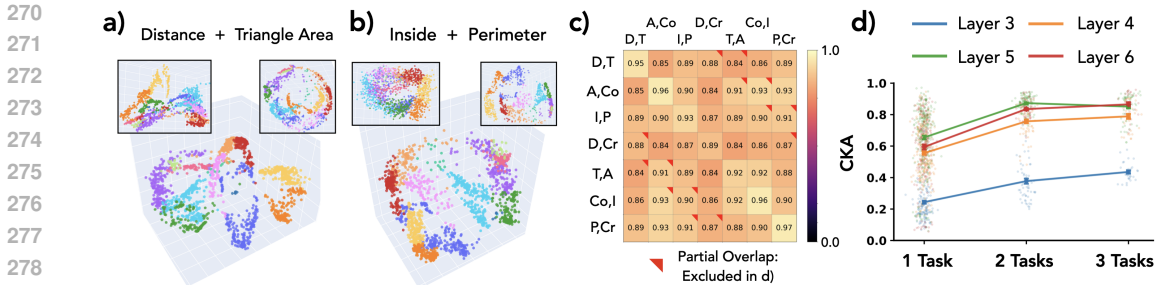 270
271
272
273
274
275
276
277
278
a) Distance + Triangle Area
b) Inside + Perimeter
c)
A,Co D,Cr Co,I
D,T I,P T,A P,Cr
D,T 0.95 0.85 0.89 0.88 0.84 0.86 0.89
A,Co 0.85 0.96 0.90 0.84 0.91 0.93 0.93
I,P 0.89 0.90 0.93 0.87 0.89 0.90 0.91
D,Cr 0.88 0.84 0.87 0.89 0.84 0.86 0.87
T,A 0.84 0.91 0.89 0.84 0.92 0.92 0.88
Co,I 0.86 0.93 0.90 0.86 0.92 0.96 0.90
P,Cr 0.89 0.93 0.91 0.87 0.88 0.90 0.97
1.0
0.0
Partial Overlap:
Excluded in d)
d)
Layer 3 Layer 4
Layer 5 Layer 6
CKA
1.0
0.8
0.6
0.4
0.2
0.0
1 Task 2 Tasks 3 Tasks